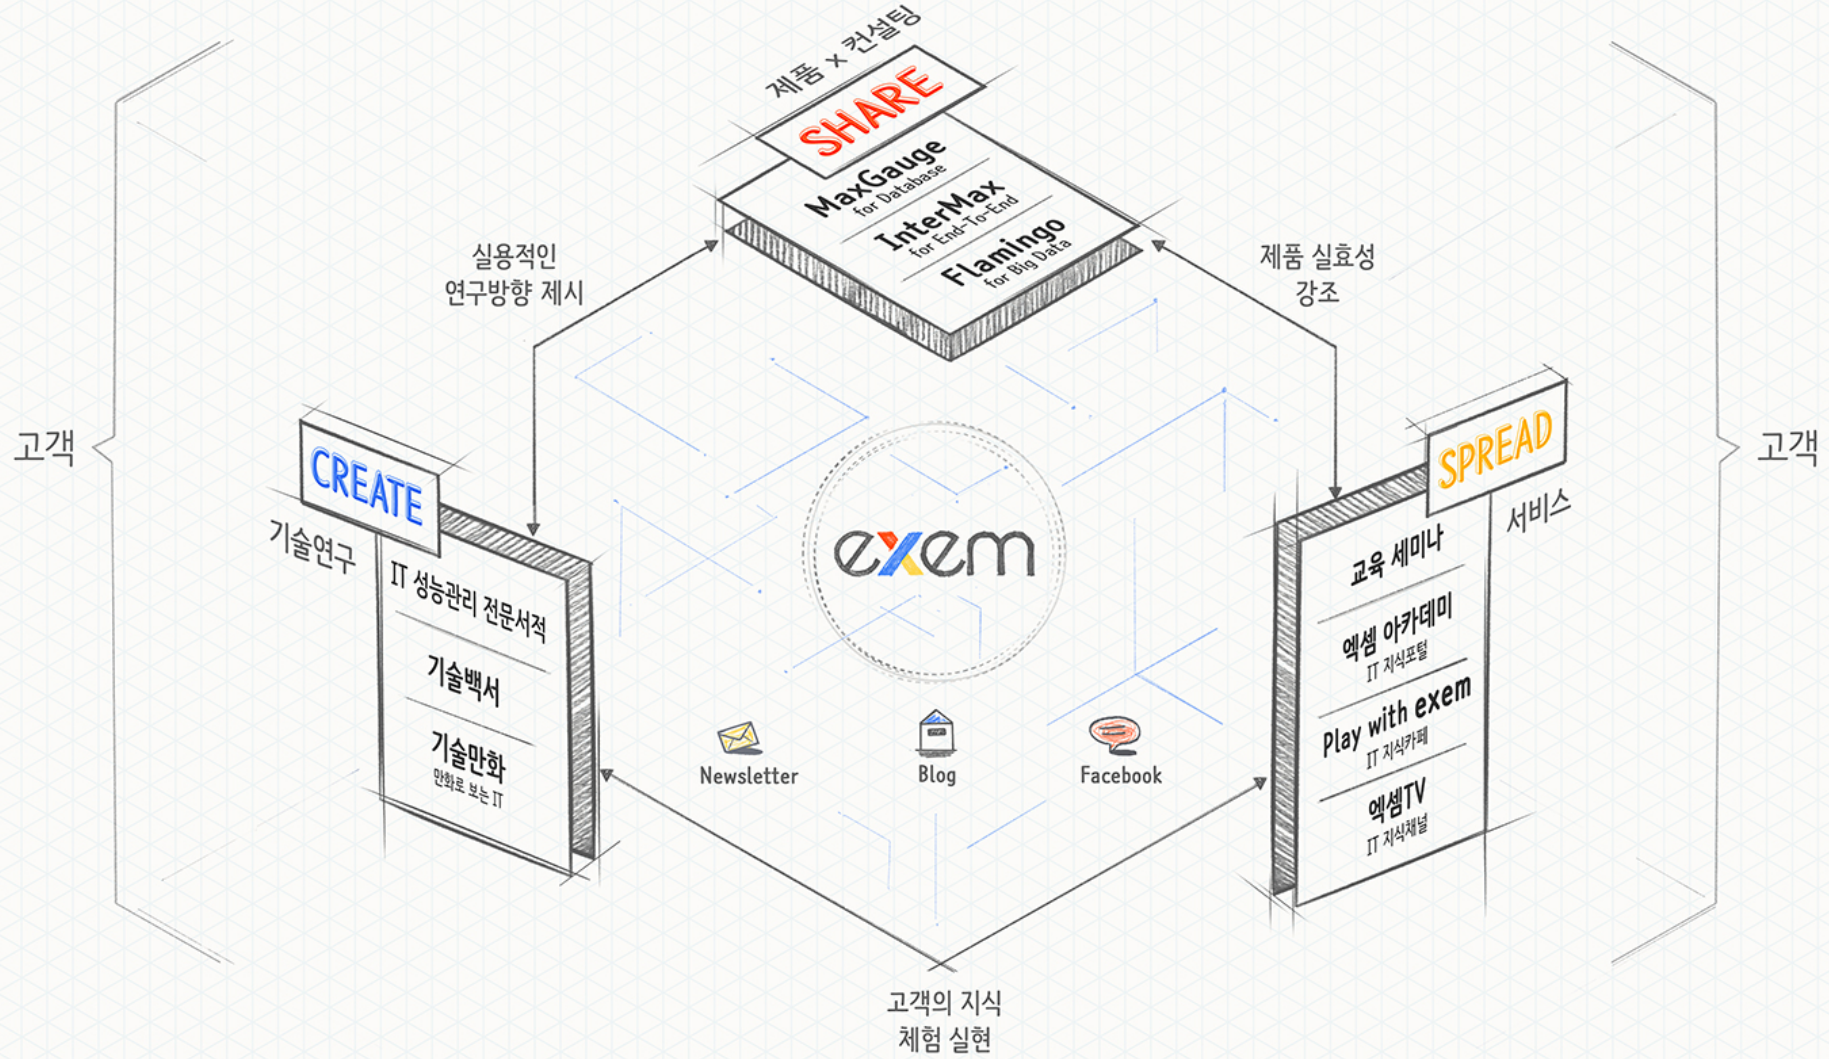 제품 x 컨설팅
SHARE
MaxGauge
for Database
InterMax
for End-To-End
Flamingo
for Big Data
실용적인
연구방향 제시
제품 실효성
강조
고객
고객
CREATE
기술연구
IT 성능관리 전문서적
기술백서
기술만화
만화로 보는 IT
exem
Newsletter
Blog
Facebook
SPREAD
서비스
교육 세미나
엑셈 아카데미
IT 지식포털
Play with exem
IT 지식카페
엑셈TV
IT 지식채널
고객의 지식
체험 실현